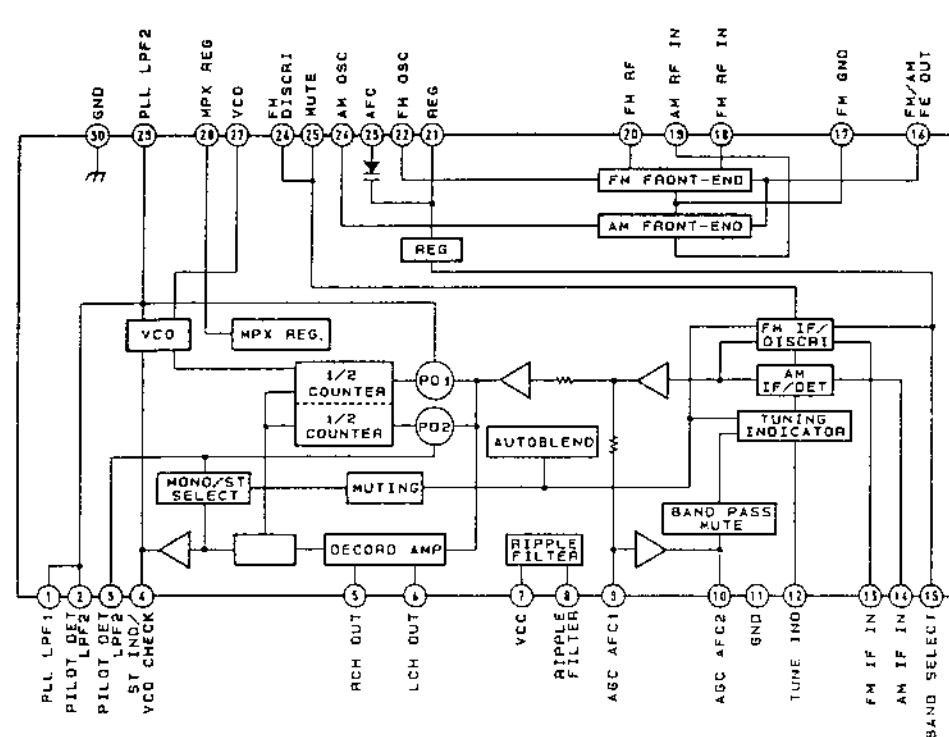 GND
PLL LPF2
MPX REG
VCO
FM
DISCRI
MUTE
AM OSC
AFC
FM OSC
REG
FM RF
AM RF IN
FM RF IN
FM GND
FM/AM
FE OUT
30
29
28
27
26
25
24
23
22
21
20
19
18
17
16
FM FRONT-END
AM FRONT-END
REG
VCO
MPX REG.
FM IF/
DISCRI
1/2
COUNTER
PD1
AM
IF/DET
1/2
COUNTER
PD2
AUTOBLEND
TUNING
INDICATOR
MONO/ST
SELECT
MUTING
BAND PASS
MUTE
DECORD AMP
RIPPLE
FILTER
1
2
3
4
5
6
7
8
9
10
11
12
13
14
15
PLL LPF1
PILOT DET
LPF2
PILOT DET
LPF2
ST IND/
VCO CHECK
RCH OUT
LCH OUT
VCC
RIPPLE
FILTER
AGC AFC1
AGC AFC2
GND
TUNE IND
FM IF IN
AM IF IN
BAND SELECT